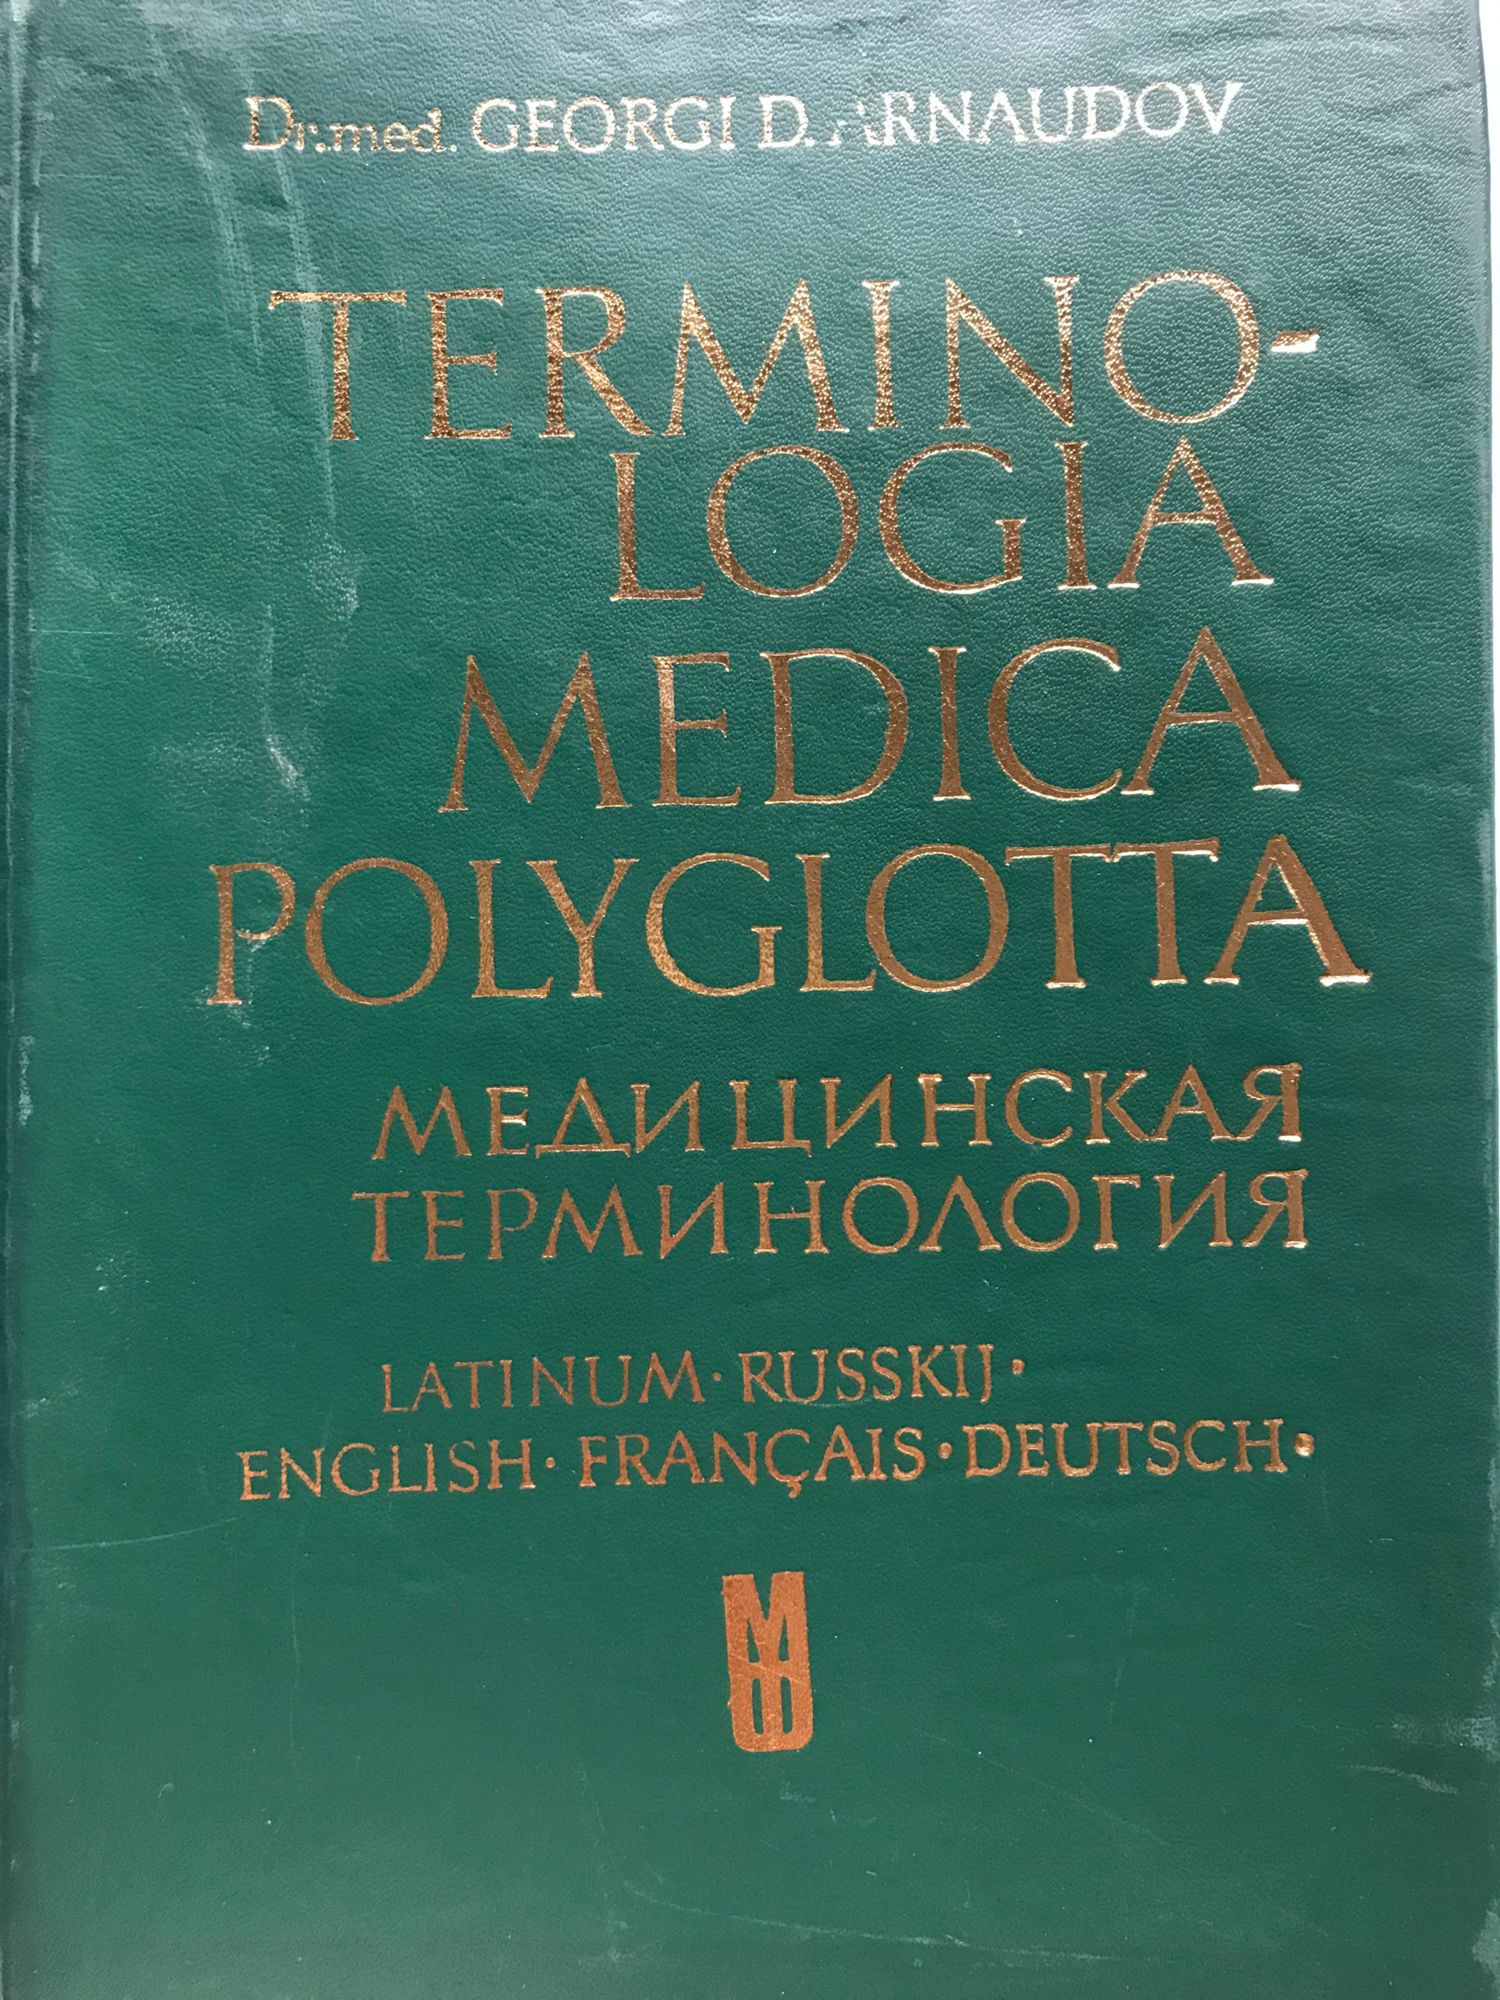 Dr. med. GEORGI D. ARNAUDOV
TERMINO-
LOGIA
MEDICA
POLYGLOTTA
МЕДИЦИНСКАЯ
ТЕРМИНОЛОГИЯ
LATINUM · RUSSKIJ ·
ENGLISH · FRANÇAIS · DEUTSCH ·